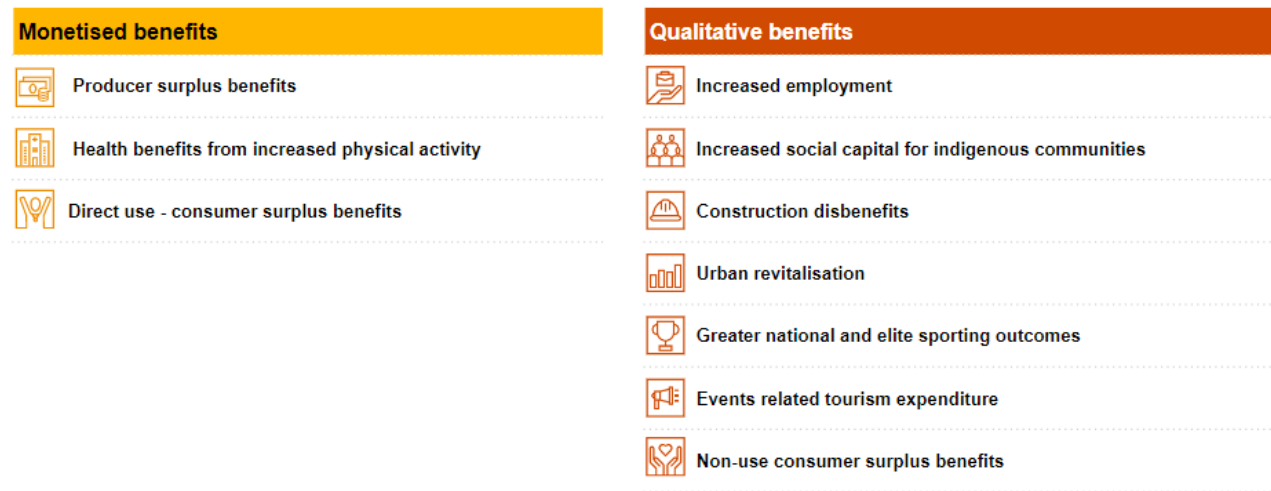 Monetised benefits
Producer surplus benefits
Health benefits from increased physical activity
Direct use - consumer surplus benefits
Qualitative benefits
Increased employment
Increased social capital for indigenous communities
Construction disbenefits
Urban revitalisation
Greater national and elite sporting outcomes
Events related tourism expenditure
Non-use consumer surplus benefits